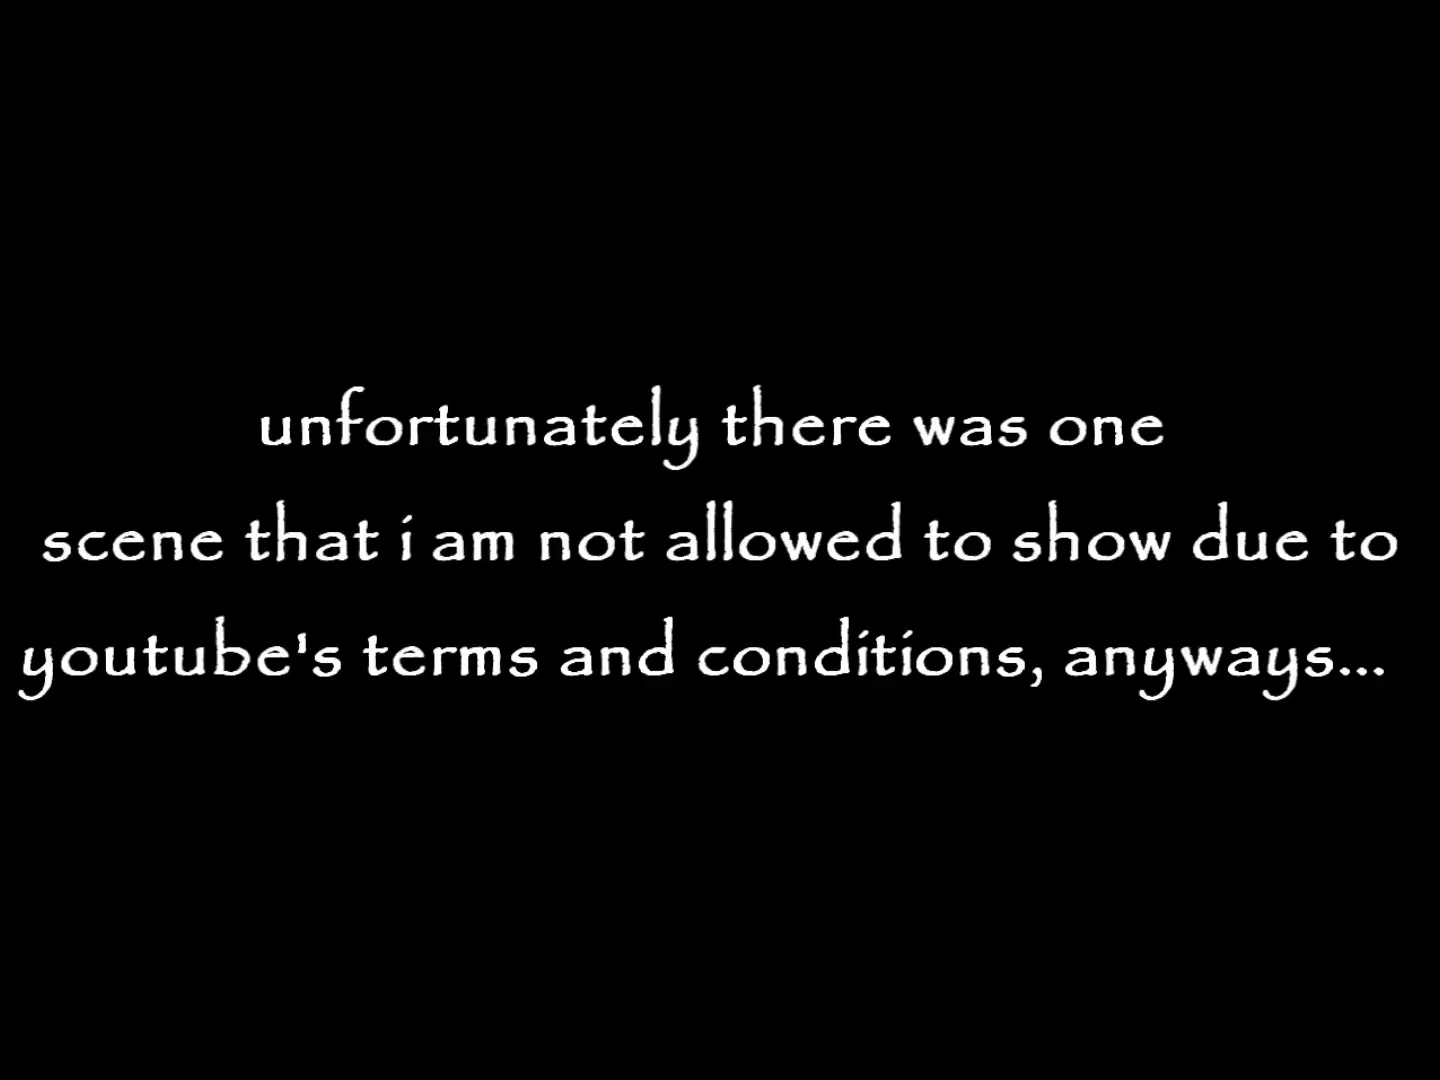 unfortunately there was one
scene that i am not allowed to show due to
youtube's terms and conditions, anyways...